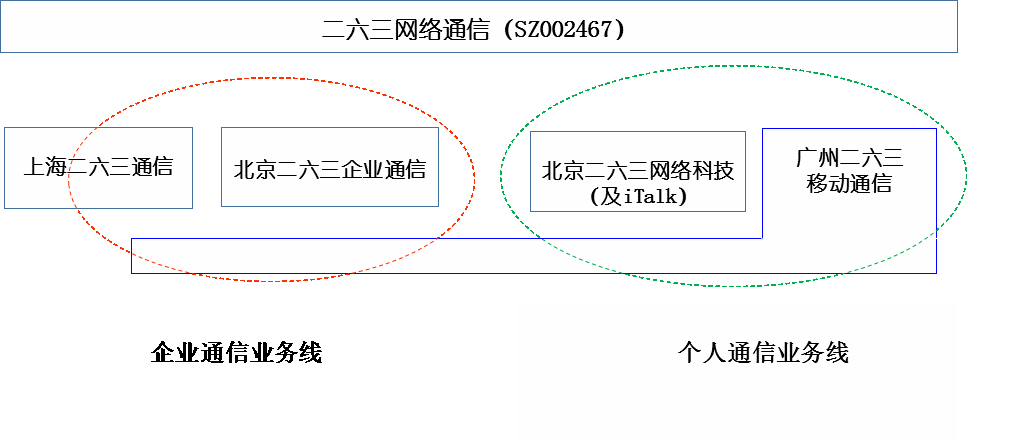 二六三网络通信（SZ002467）
上海二六三通信
北京二六三企业通信
北京二六三网络科技
（及iTalk）
广州二六三
移动通信
企业通信业务线
个人通信业务线